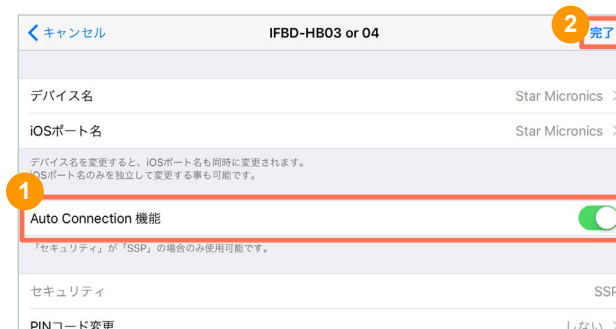 キャンセル IFBD-HB03 or 04 2 完了
デバイス名 Star Micronics
iOSポート名 Star Micronics
デバイス名を変更すると、iOSポート名も同時に変更されます。
iOSポート名のみを独立して変更する事も可能です。
1
Auto Connection 機能
「セキュリティ」が「SSP」の場合のみ使用可能です。
セキュリティ SSP
PINコード変更 しない